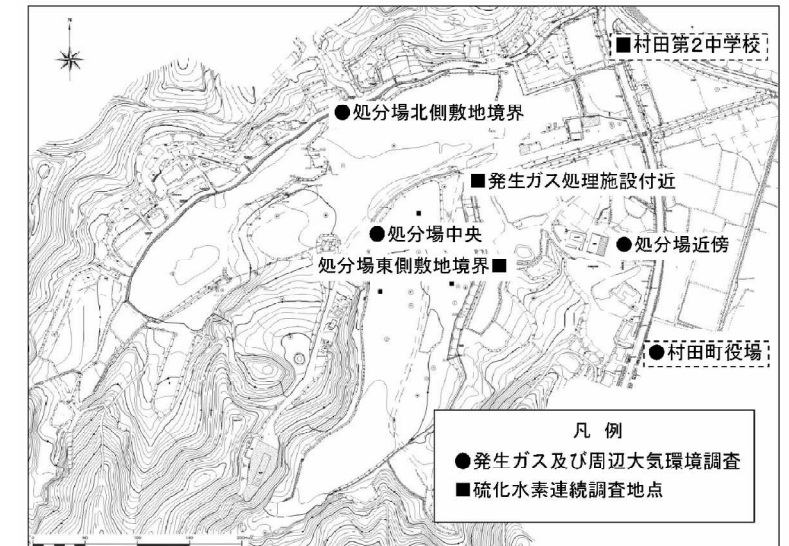 ■村田第2中学校
●処分場北側敷地境界
■発生ガス処理施設付近
●処分場中央
●処分場近傍
処分場東側敷地境界■
●村田町役場
凡 例
●発生ガス及び周辺大気環境調査
■硫化水素連続調査地点